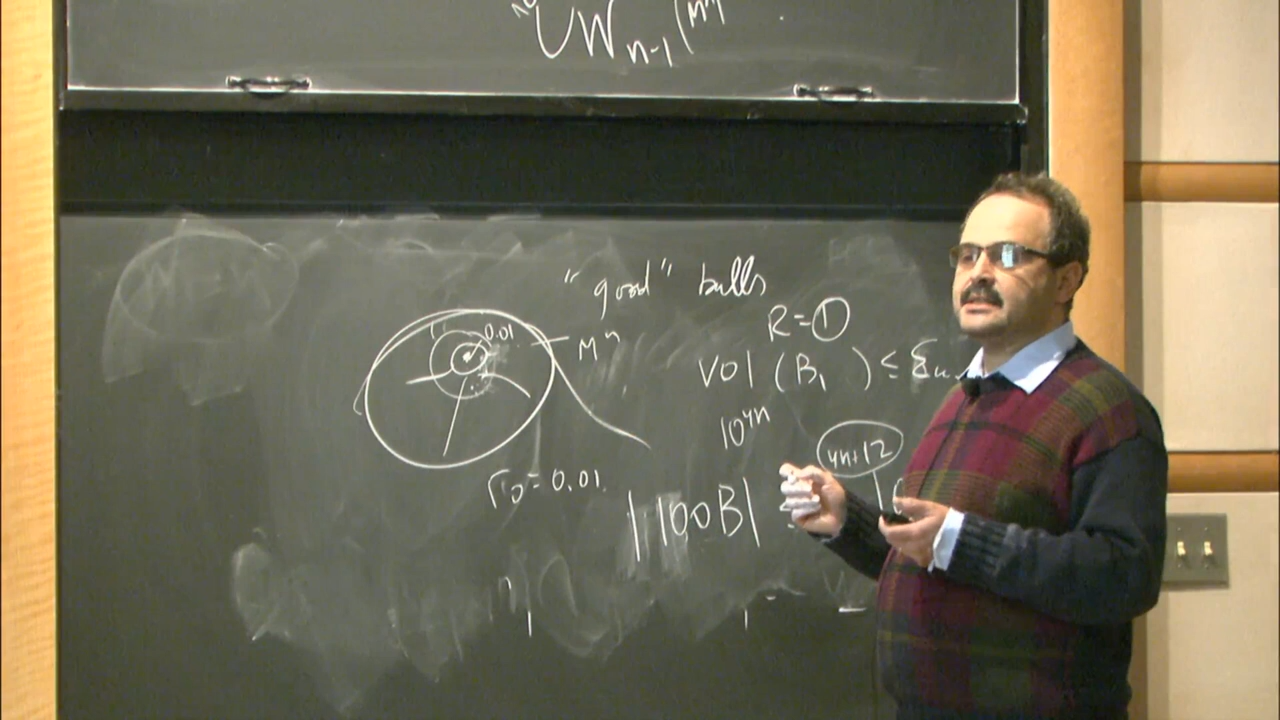 UW_{n-1}(M^n
"good" balls
R = 1
0.01
M^n
vol (B_1) ≤ ε_n
10^{4n}
4n+12
r_0 = 0.01
|100B|